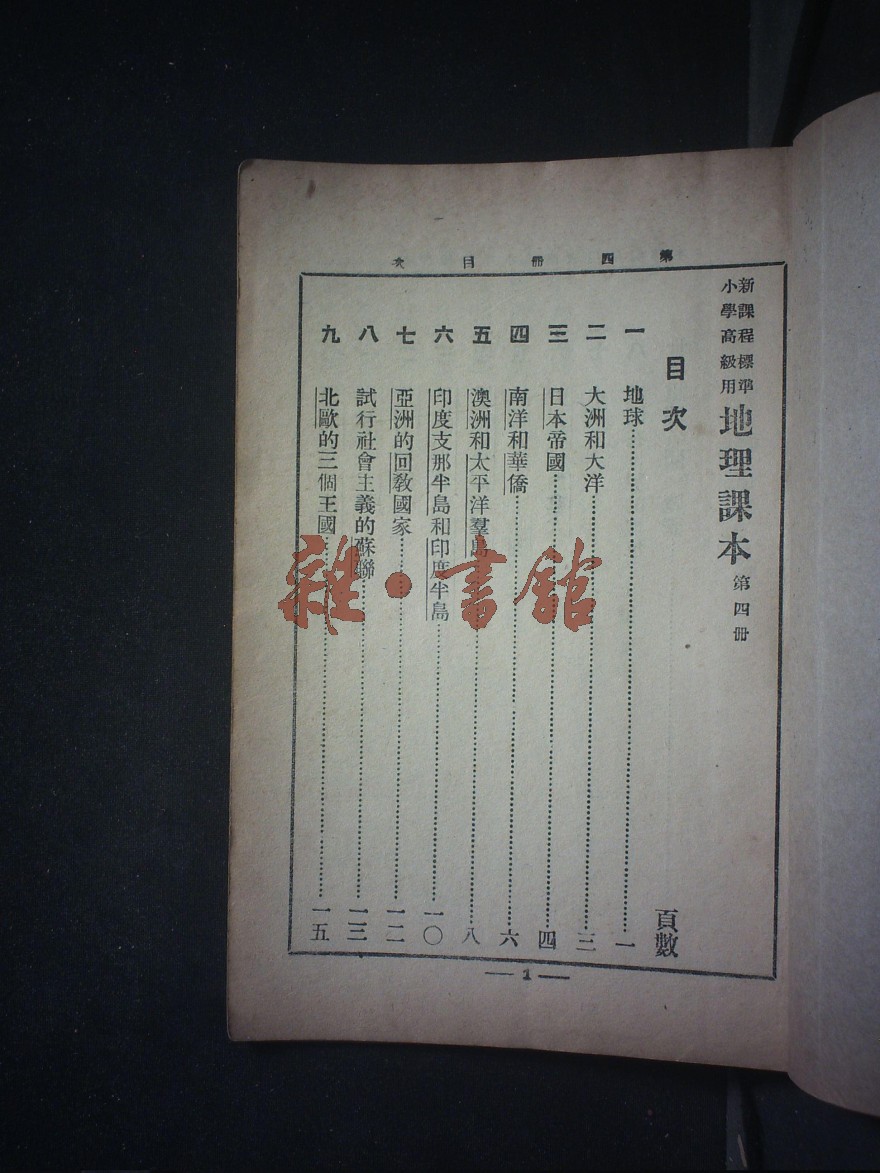 第四冊目次
新課程標準
小學高級用
地理課本 第四冊
目次 頁數
一 地球 一
二 大洲和大洋 三
三 日本帝國 四
四 南洋和華僑 六
五 澳洲和太平洋羣島 八
六 印度支那半島和印度半島 一〇
七 亞洲的回教國家 一二
八 試行社會主義的蘇聯 一三
九 北歐的三個王國 一五
1
雜·書館